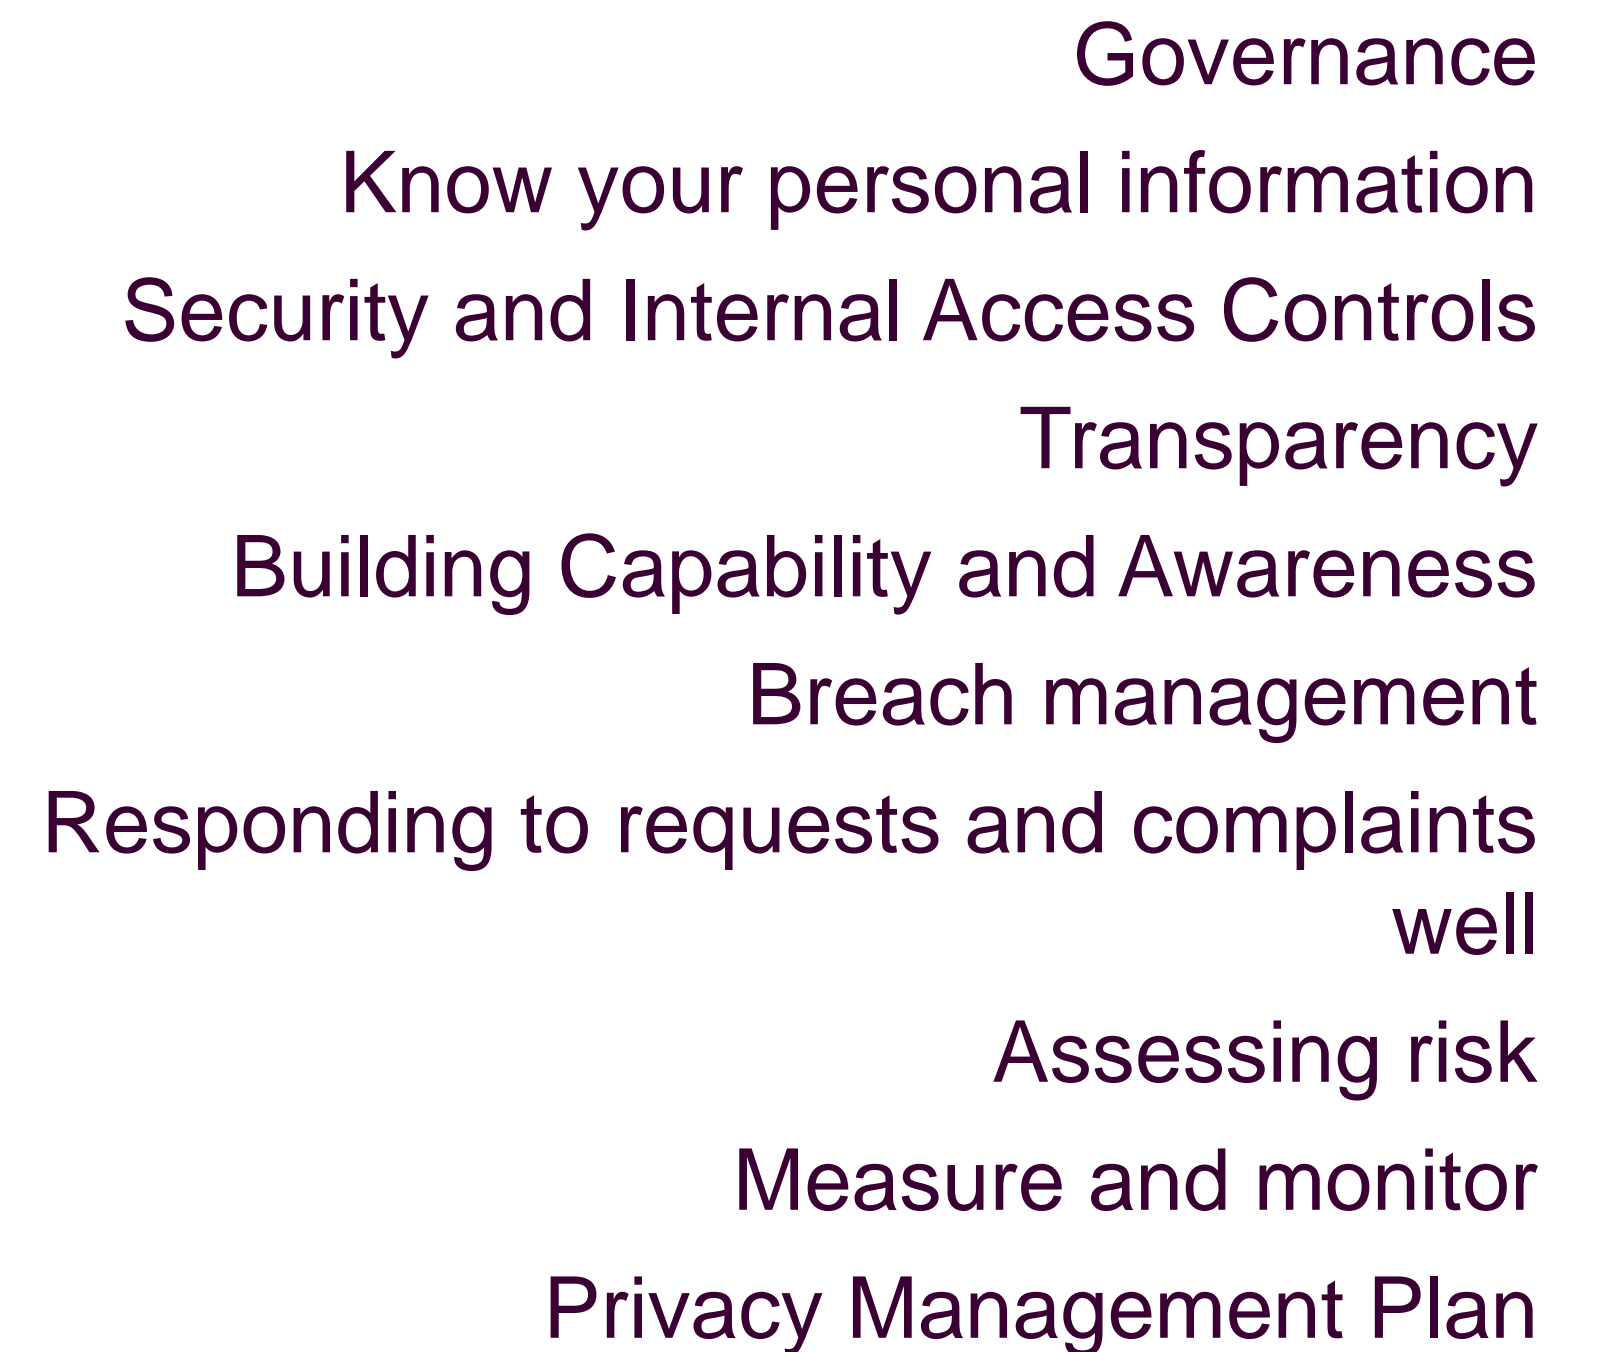 Governance
Know your personal information
Security and Internal Access Controls
Transparency
Building Capability and Awareness
Breach management
Responding to requests and complaints
well
Assessing risk
Measure and monitor
Privacy Management Plan